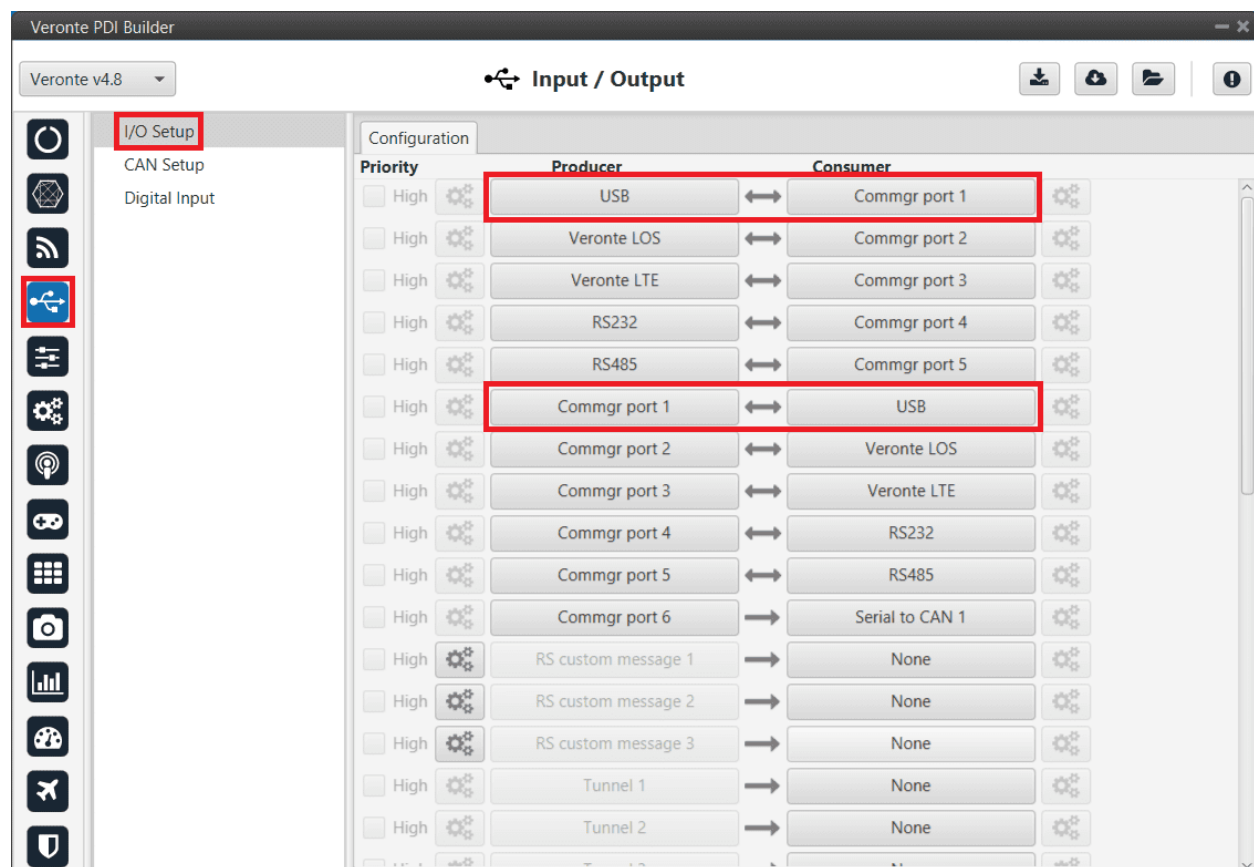 Veronte PDI Builder
Veronte v4.8
Input / Output
I/O Setup
CAN Setup
Digital Input
Configuration
Priority Producer Consumer
High USB Commgr port 1
High Veronte LOS Commgr port 2
High Veronte LTE Commgr port 3
High RS232 Commgr port 4
High RS485 Commgr port 5
High Commgr port 1 USB
High Commgr port 2 Veronte LOS
High Commgr port 3 Veronte LTE
High Commgr port 4 RS232
High Commgr port 5 RS485
High Commgr port 6 Serial to CAN 1
High RS custom message 1 None
High RS custom message 2 None
High RS custom message 3 None
High Tunnel 1 None
High Tunnel 2 None